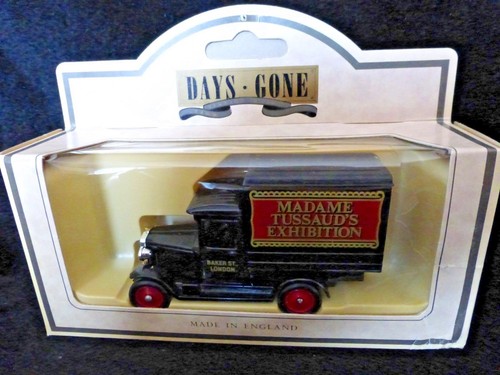 DAYS · GONE
MADAME
TUSSAUD'S
EXHIBITION
BAKER ST.
LONDON
MADE IN ENGLAND